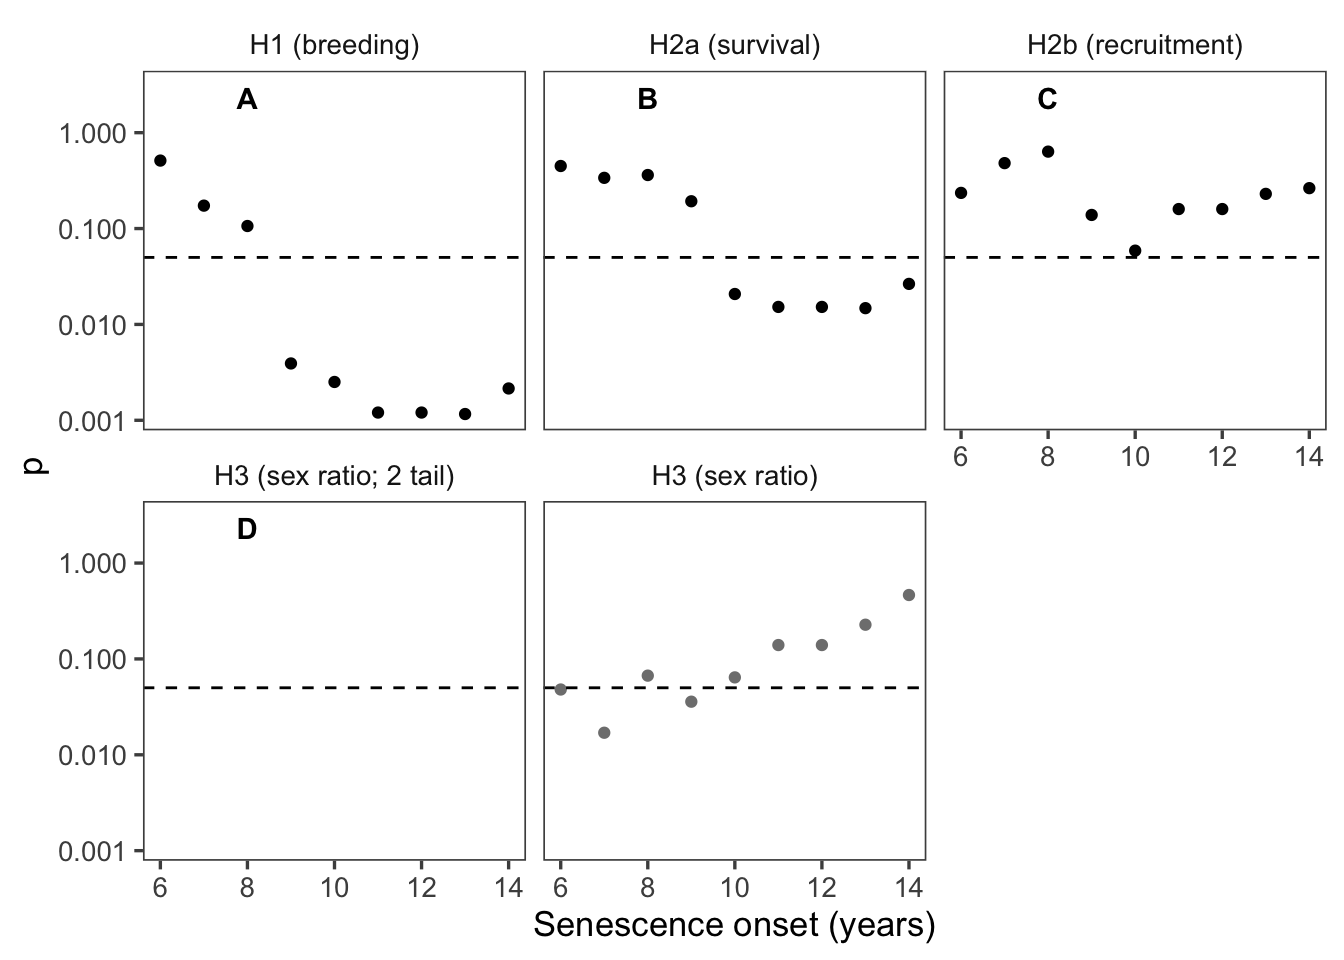 H1 (breeding)
H2a (survival)
H2b (recruitment)
A
B
C
1.000
0.100
0.010
0.001
6 8 10 12 14
p
H3 (sex ratio; 2 tail)
H3 (sex ratio)
D
1.000
0.100
0.010
0.001
6 8 10 12 14
6 8 10 12 14
Senescence onset (years)